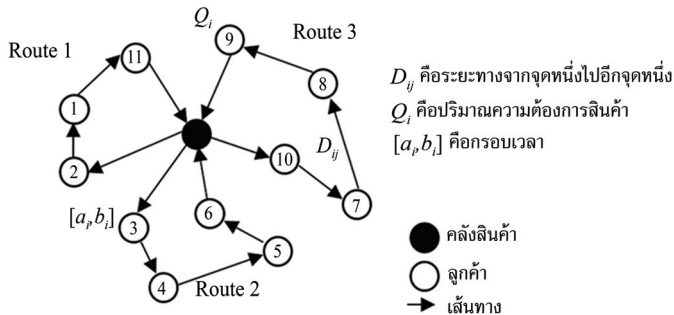 Route 1
11
1
2
Q_i
9
Route 3
8
10
D_ij
7
[a_i, b_i]
3
4
6
5
Route 2
D_ij คือระยะทางจากจุดหนึ่งไปอีกจุดหนึ่ง
Q_i คือปริมาณความต้องการสินค้า
[a_i, b_i] คือกรอบเวลา
คลังสินค้า
ลูกค้า
เส้นทาง